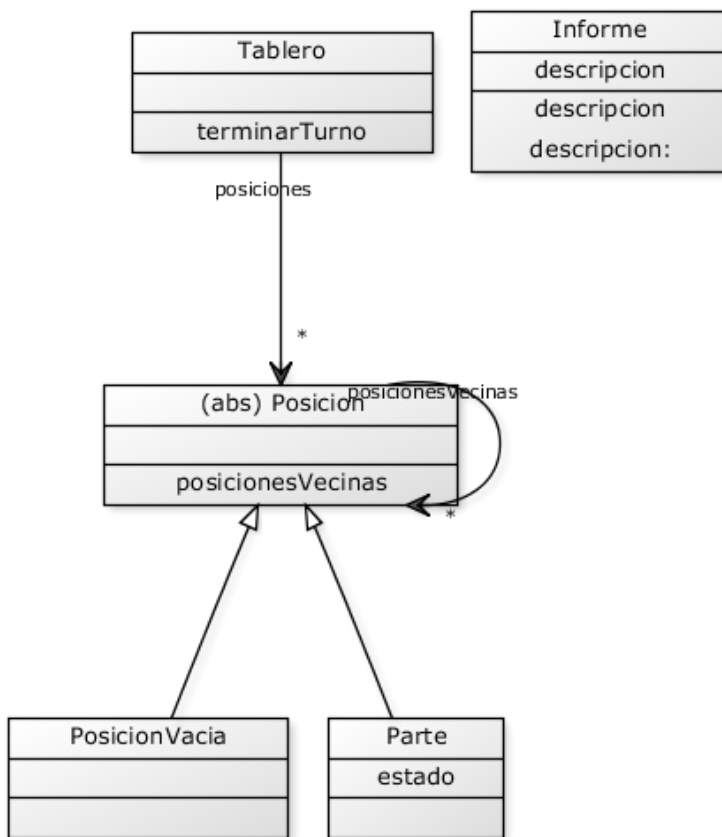 Tablero
terminarTurno
Informe
descripcion
descripcion
descripcion:
posiciones
*
(abs) Posicion
posicionesVecinas
posicionesVecinas
*
PosicionVacia
Parte
estado